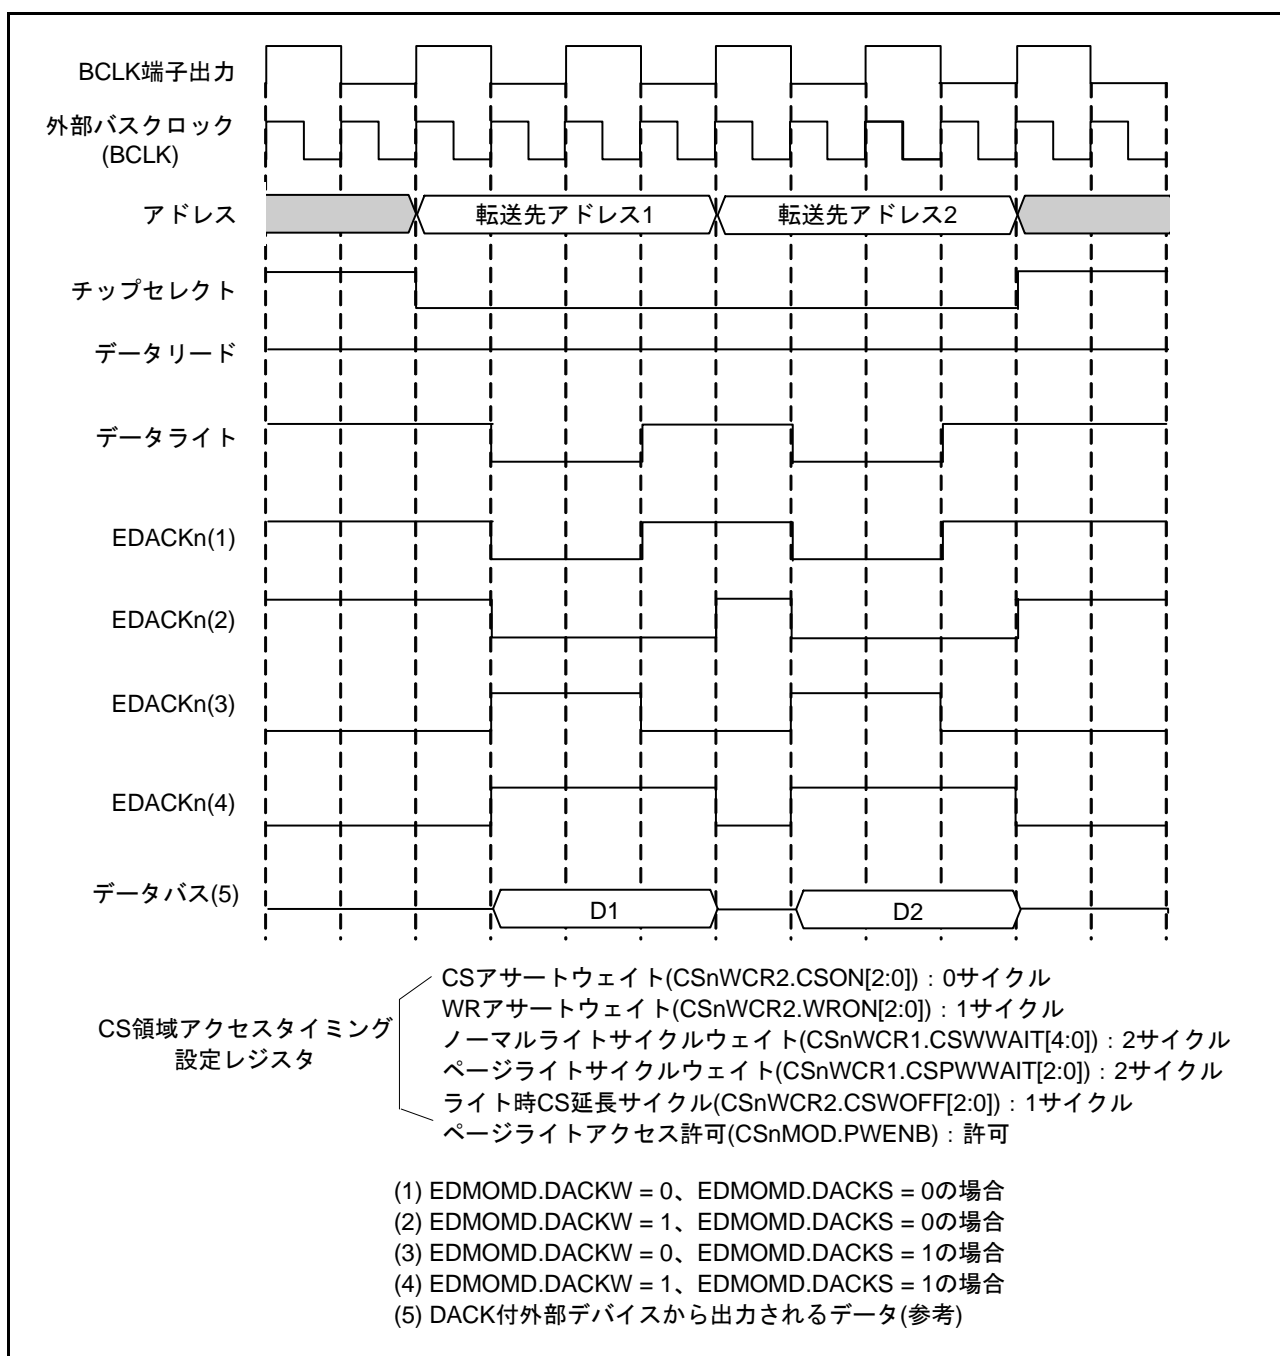 BCLK端子出力
外部バスクロック
(BCLK)
アドレス
転送先アドレス1
転送先アドレス2
チップセレクト
データリード
データライト
EDACKn(1)
EDACKn(2)
EDACKn(3)
EDACKn(4)
データバス(5)
D1
D2
CS領域アクセスタイミング
設定レジスタ
CSアサートウェイト(CSnWCR2.CSON[2:0])：0サイクル
WRアサートウェイト(CSnWCR2.WRON[2:0])：1サイクル
ノーマルライトサイクルウェイト(CSnWCR1.CSWWAIT[4:0])：2サイクル
ページライトサイクルウェイト(CSnWCR1.CSPWWAIT[2:0])：2サイクル
ライト時CS延長サイクル(CSnWCR2.CSWOFF[2:0])：1サイクル
ページライトアクセス許可(CSnMOD.PWENB)：許可
(1) EDMOMD.DACKW = 0、EDMOMD.DACKS = 0の場合
(2) EDMOMD.DACKW = 1、EDMOMD.DACKS = 0の場合
(3) EDMOMD.DACKW = 0、EDMOMD.DACKS = 1の場合
(4) EDMOMD.DACKW = 1、EDMOMD.DACKS = 1の場合
(5) DACK付外部デバイスから出力されるデータ(参考)